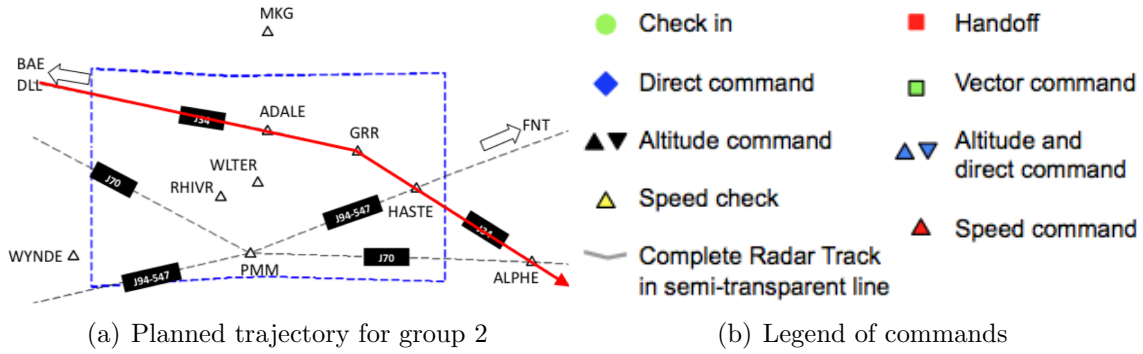 MKG
BAE
DLL
J34
ADALE
GRR
FNT
WLTER
J70
RHIVR
J94-547
HASTE
J34
WYNDE
PMM
J70
ALPHE
J94-547
(a) Planned trajectory for group 2
Check in
Handoff
Direct command
Vector command
Altitude command
Altitude and
direct command
Speed check
Speed command
Complete Radar Track
in semi-transparent line
(b) Legend of commands